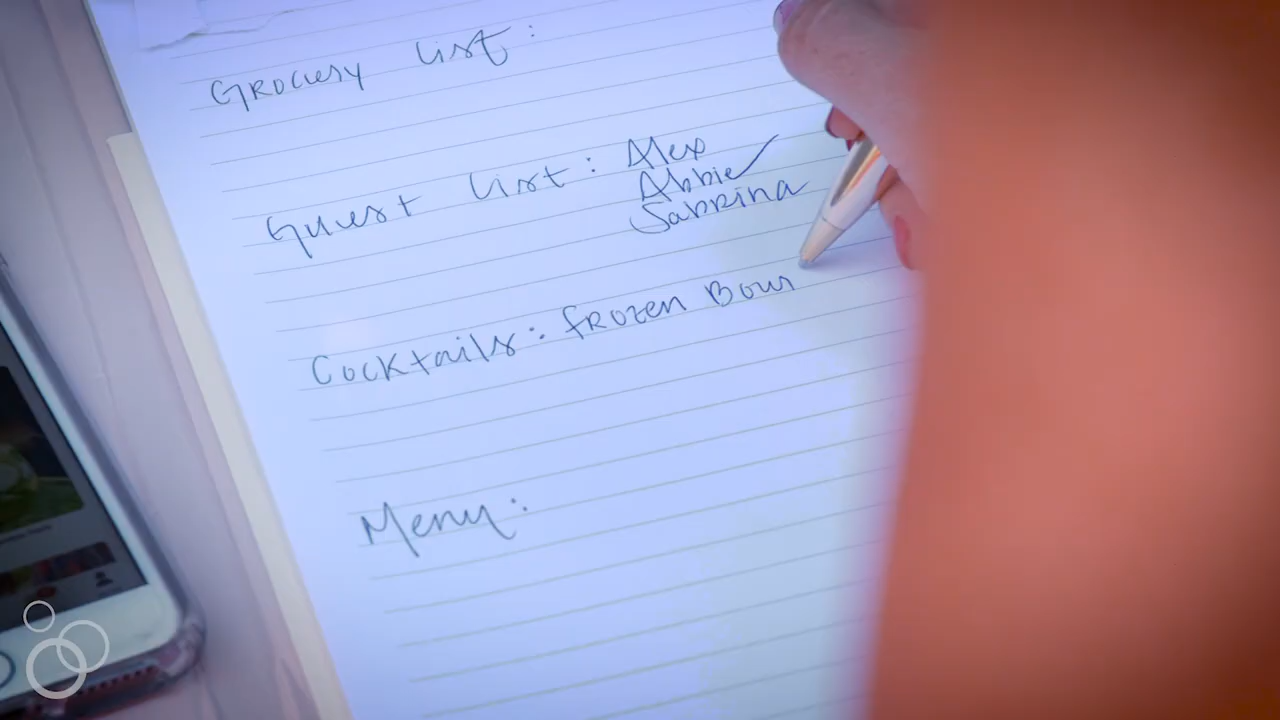 Grocery List:
Guest List: Alex
Abbie
Sabrina
Cocktails: Frozen Bour
Menu: